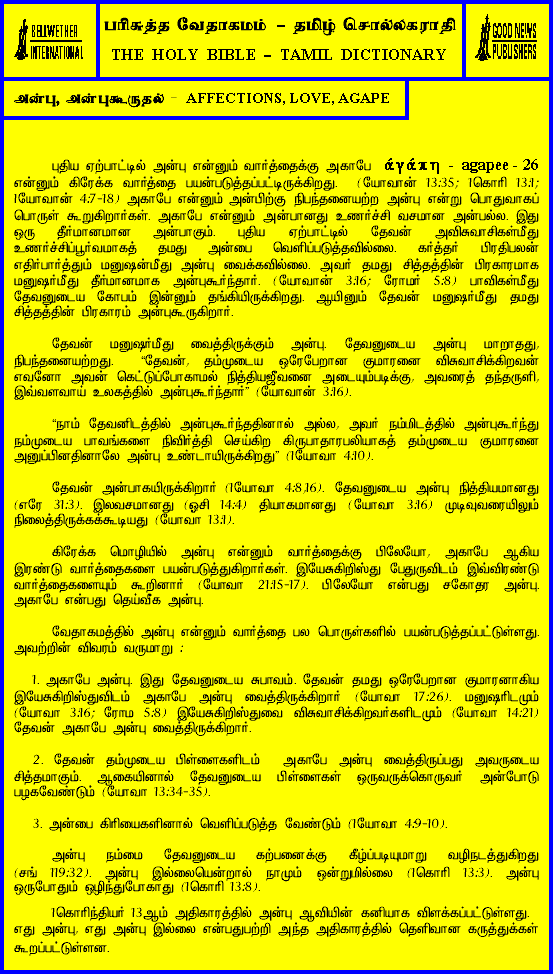 BELLWETHER
INTERNATIONAL
பரிசுத்த வேதாகமம் – தமிழ் சொல்லகராதி
THE HOLY BIBLE – TAMIL DICTIONARY
GOOD NEWS
PUBLISHERS
அன்பு, அன்புகூருதல் – AFFECTIONS, LOVE, AGAPE
புதிய ஏற்பாட்டில் அன்பு என்னும் வார்த்தைக்கு அகாபே ἀγάπη - agapee - 26
என்னும் கிரேக்க வார்த்தை பயன்படுத்தப்பட்டிருக்கிறது. (யோவான் 13:35; 1கொரி 13:1;
1யோவான் 4:7-18) அகாபே என்னும் அன்பிற்கு நிபந்தனையற்ற அன்பு என்று பொதுவாகப்
பொருள் கூறுகிறார்கள். அகாபே என்னும் அன்பானது உணர்ச்சி வசமான அன்பல்ல. இது
ஒரு தீர்மானமான அன்பாகும். புதிய ஏற்பாட்டில் தேவன் அவிசுவாசிகள்மீது
உணர்ச்சிப்பூர்வமாகத் தமது அன்பை வெளிப்படுத்தவில்லை. கர்த்தர் பிரதிபலன்
எதிர்பார்த்தும் மனுஷன்மீது அன்பு வைக்கவில்லை. அவர் தமது சித்தத்தின் பிரகாரமாக
மனுஷர்மீது தீர்மானமாக அன்புகூர்ந்தார். (யோவான் 3:16; ரோமர் 5:8) பாவிகள்மீது
தேவனுடைய கோபம் இன்னும் தங்கியிருக்கிறது. ஆயினும் தேவன் மனுஷர்மீது தமது
சித்தத்தின் பிரகாரம் அன்புகூருகிறார்.
தேவன் மனுஷர்மீது வைத்திருக்கும் அன்பு. தேவனுடைய அன்பு மாறாதது,
நிபந்தனையற்றது. “தேவன், தம்முடைய ஒரேபேறான குமாரனை விசுவாசிக்கிறவன்
எவனோ அவன் கெட்டுப்போகாமல் நித்தியஜீவனை அடையும்படிக்கு, அவரைத் தந்தருளி,
இவ்வளவாய் உலகத்தில் அன்புகூர்ந்தார்” (யோவான் 3:16).
“நாம் தேவனிடத்தில் அன்புகூர்ந்ததினால் அல்ல, அவர் நம்மிடத்தில் அன்புகூர்ந்து
நம்முடைய பாவங்களை நிவிர்த்தி செய்கிற கிருபாதாரபலியாகத் தம்முடைய குமாரனை
அனுப்பினதினாலே அன்பு உண்டாயிருக்கிறது” (1யோவா 4:10).
தேவன் அன்பாகயிருக்கிறார் (1யோவா 4:8,16). தேவனுடைய அன்பு நித்தியமானது
(எரே 31:3). இலவசமானது (ஓசி 14:4) தியாகமானது (யோவா 3:16) முடிவுவரையிலும்
நிலைத்திருக்கக்கூடியது (யோவா 13:1).
கிரேக்க மொழியில் அன்பு என்னும் வார்த்தைக்கு பிலேயோ, அகாபே ஆகிய
இரண்டு வார்த்தைகளை பயன்படுத்துகிறார்கள். இயேசுகிறிஸ்து பேதுருவிடம் இவ்விரண்டு
வார்த்தைகளையும் கூறினார் (யோவா 21:15-17). பிலேயோ என்பது சகோதர அன்பு.
அகாபே என்பது தெய்வீக அன்பு.
வேதாகமத்தில் அன்பு என்னும் வார்த்தை பல பொருள்களில் பயன்படுத்தப்பட்டுள்ளது.
அவற்றின் விவரம் வருமாறு :
1. அகாபே அன்பு. இது தேவனுடைய சுபாவம். தேவன் தமது ஒரேபேறான குமாரனாகிய
இயேசுகிறிஸ்துவிடம் அகாபே அன்பு வைத்திருக்கிறார் (யோவா 17:26). மனுஷரிடமும்
(யோவா 3:16; ரோம 5:8) இயேசுகிறிஸ்துவை விசுவாசிக்கிறவர்களிடமும் (யோவா 14:21)
தேவன் அகாபே அன்பு வைத்திருக்கிறார்.
2. தேவன் தம்முடைய பிள்ளைகளிடம் அகாபே அன்பு வைத்திருப்பது அவருடைய
சித்தமாகும். ஆகையினால் தேவனுடைய பிள்ளைகள் ஒருவருக்கொருவர் அன்போடு
பழகவேண்டும் (யோவா 13:34-35).
3. அன்பை கிரியைகளினால் வெளிப்படுத்த வேண்டும் (1யோவா 4:9-10).
அன்பு நம்மை தேவனுடைய கற்பனைக்கு கீழ்ப்படியுமாறு வழிநடத்துகிறது
(சங் 119:32). அன்பு இல்லையென்றால் நாமும் ஒன்றுமில்லை (1கொரி 13:3). அன்பு
ஒருபோதும் ஒழிந்துபோகாது (1கொரி 13:8).
1கொரிந்தியர் 13ஆம் அதிகாரத்தில் அன்பு ஆவியின் கனியாக விளக்கப்பட்டுள்ளது.
எது அன்பு, எது அன்பு இல்லை என்பதுபற்றி அந்த அதிகாரத்தில் தெளிவான கருத்துக்கள்
கூறப்பட்டுள்ளன.